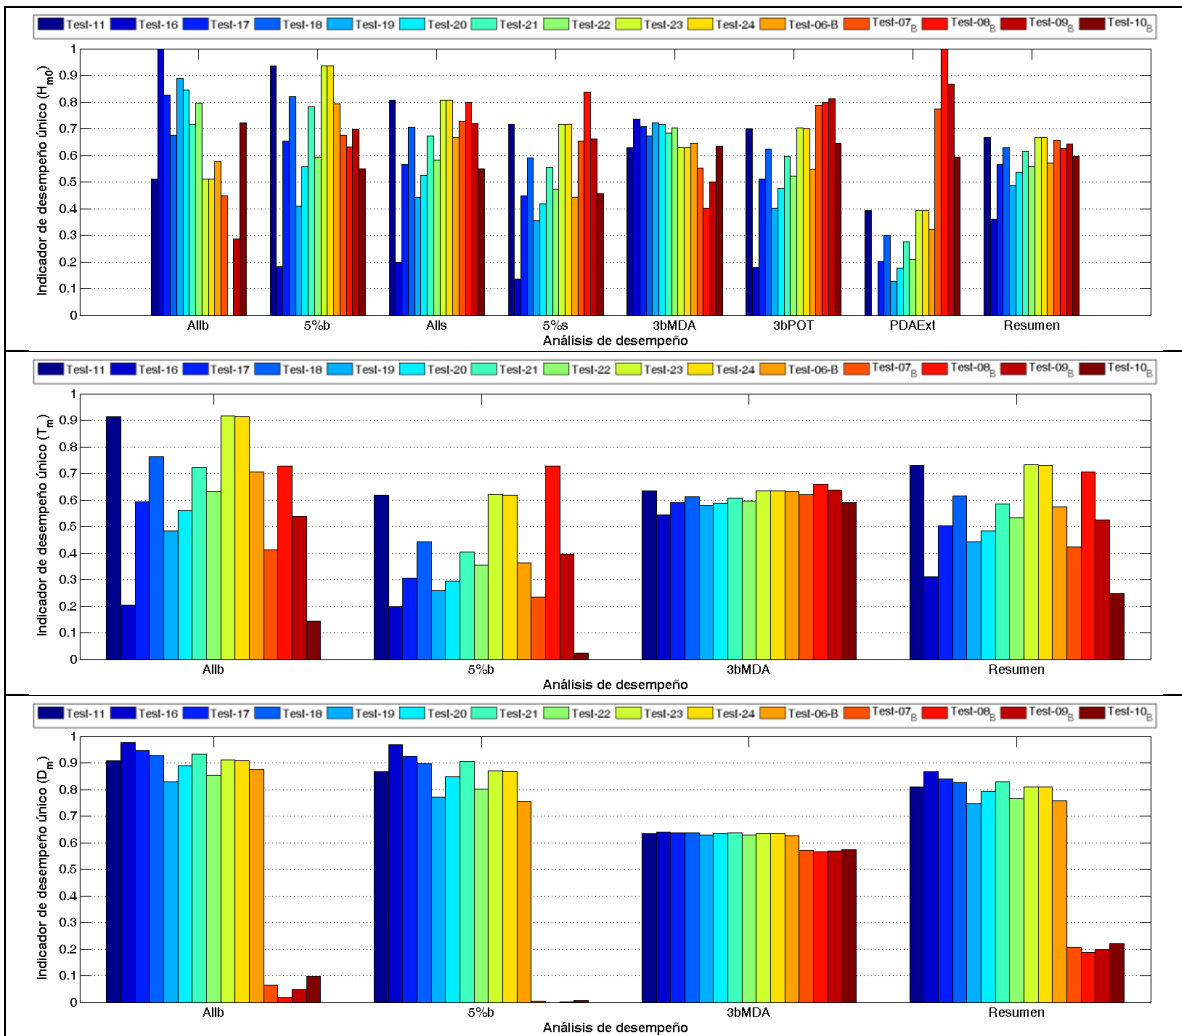 Test-11 Test-16 Test-17 Test-18 Test-19 Test-20 Test-21 Test-22 Test-23 Test-24 Test-06-B Test-07B Test-08B Test-09B Test-10B
Indicador de desempeño único (Hm0)
1
0.9
0.8
0.7
0.6
0.5
0.4
0.3
0.2
0.1
0
Allb 5%b Alls 5%s 3bMDA 3bPOT PDAExt Resumen
Análisis de desempeño
Test-11 Test-16 Test-17 Test-18 Test-19 Test-20 Test-21 Test-22 Test-23 Test-24 Test-06-B Test-07B Test-08B Test-09B Test-10B
Indicador de desempeño único (Tm)
1
0.9
0.8
0.7
0.6
0.5
0.4
0.3
0.2
0.1
0
Allb 5%b 3bMDA Resumen
Análisis de desempeño
Test-11 Test-16 Test-17 Test-18 Test-19 Test-20 Test-21 Test-22 Test-23 Test-24 Test-06-B Test-07B Test-08B Test-09B Test-10B
Indicador de desempeño único (Dm)
1
0.9
0.8
0.7
0.6
0.5
0.4
0.3
0.2
0.1
0
Allb 5%b 3bMDA Resumen
Análisis de desempeño